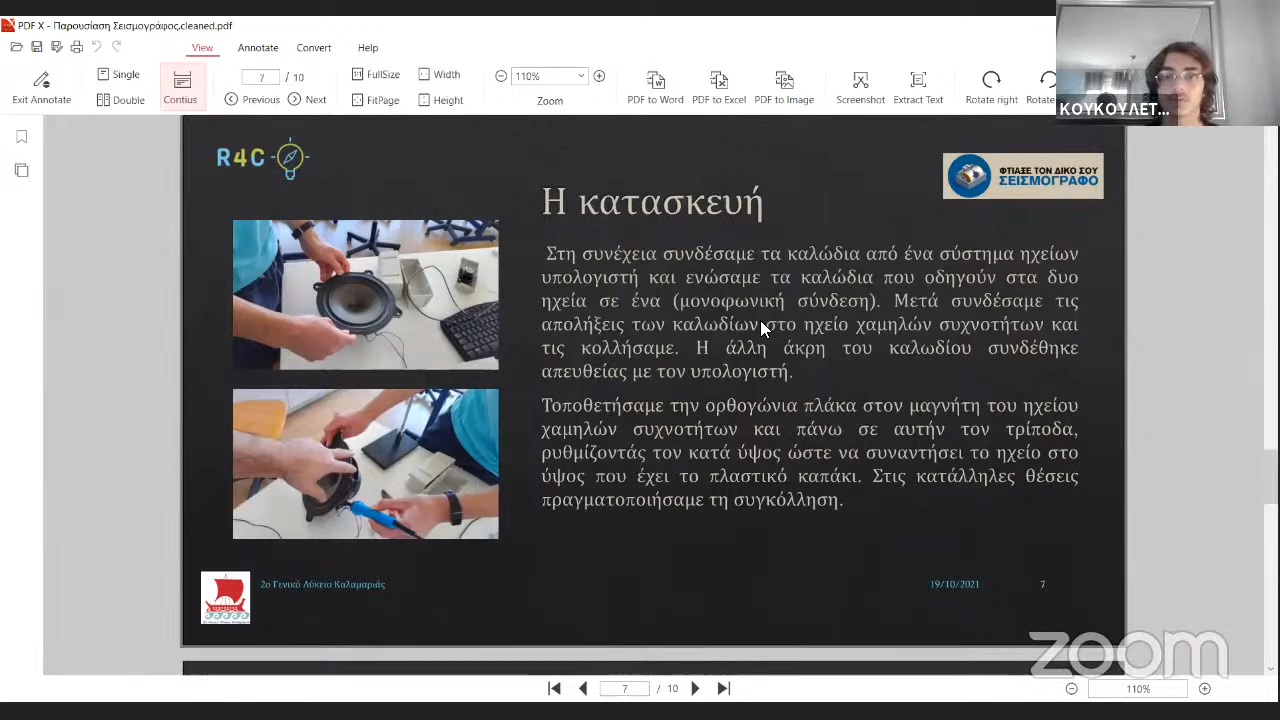 PDF X - Παρουσίαση Σεισμογράφος.cleaned.pdf
View Annotate Convert Help
Exit Annotate
Single
Double
Contius
7 / 10
Previous Next
FullSize Width
FitPage Height
110%
Zoom
PDF to Word PDF to Excel PDF to Image
Screenshot Extract Text
Rotate right Rotate
ΚΟΥΚΟΥΛΕΤ...
R4C
ΦΤΙΑΞΕ ΤΟΝ ΔΙΚΟ ΣΟΥ
ΣΕΙΣΜΟΓΡΑΦΟ
Η κατασκευή
Στη συνέχεια συνδέσαμε τα καλώδια από ένα σύστημα ηχείων
υπολογιστή και ενώσαμε τα καλώδια που οδηγούν στα δυο
ηχεία σε ένα (μονοφωνική σύνδεση). Μετά συνδέσαμε τις
απολήξεις των καλωδίων στο ηχείο χαμηλών συχνοτήτων και
τις κολλήσαμε. Η άλλη άκρη του καλωδίου συνδέθηκε
απευθείας με τον υπολογιστή.
Τοποθετήσαμε την ορθογώνια πλάκα στον μαγνήτη του ηχείου
χαμηλών συχνοτήτων και πάνω σε αυτήν τον τρίποδα,
ρυθμίζοντάς τον κατά ύψος ώστε να συναντήσει το ηχείο στο
ύψος που έχει το πλαστικό καπάκι. Στις κατάλληλες θέσεις
πραγματοποιήσαμε τη συγκόλληση.
2ο Γενικό Λύκειο Καλαμαριάς
19/10/2021
7
zoom
7 / 10
110%